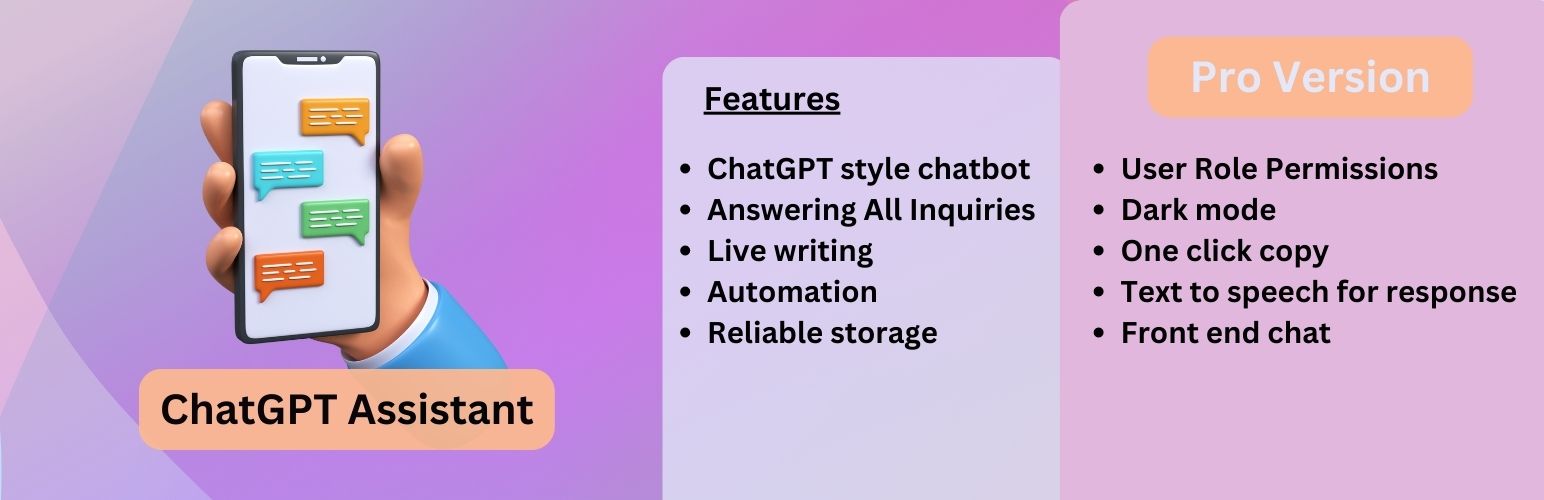 ChatGPT Assistant
Features
• ChatGPT style chatbot
• Answering All Inquiries
• Live writing
• Automation
• Reliable storage
Pro Version
• User Role Permissions
• Dark mode
• One click copy
• Text to speech for response
• Front end chat